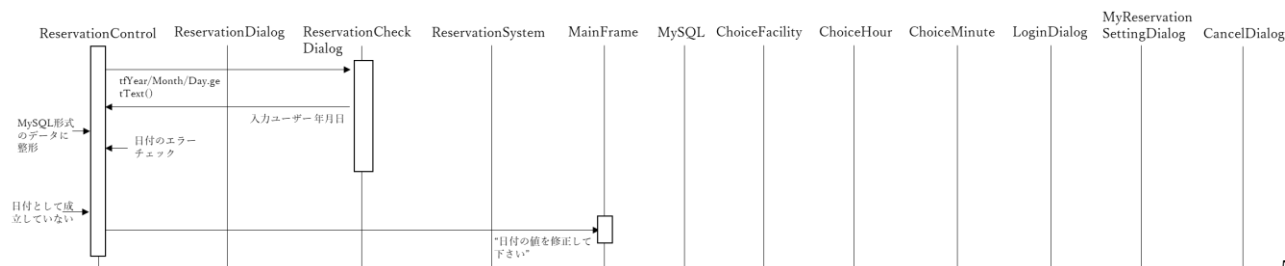 ReservationControl
ReservationDialog
ReservationCheck
Dialog
ReservationSystem
MainFrame
MySQL
ChoiceFacility
ChoiceHour
ChoiceMinute
LoginDialog
MyReservation
SettingDialog
CancelDialog
tfYear/Month/Day.ge
tText()
入力ユーザー年月日
MySQL形式
のデータに
整形
日付のエラー
チェック
日付として成
立していない
"日付の値を修正して
下さい"